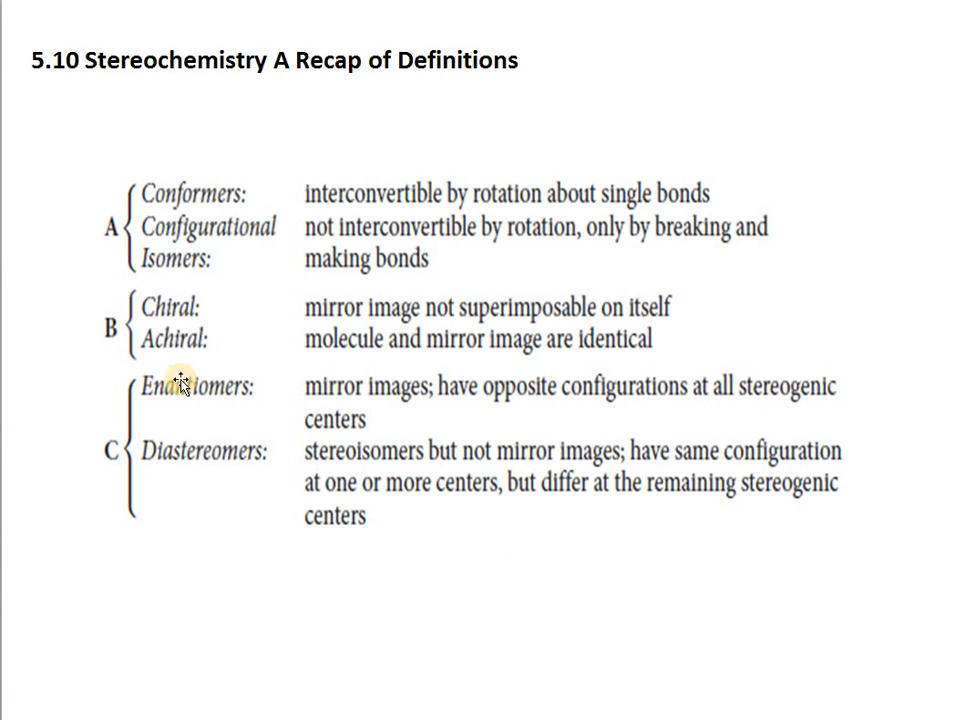 5.10 Stereochemistry A Recap of Definitions
A
Conformers: interconvertible by rotation about single bonds
Configurational not interconvertible by rotation, only by breaking and
Isomers: making bonds
B
Chiral: mirror image not superimposable on itself
Achiral: molecule and mirror image are identical
C
Enantiomers: mirror images; have opposite configurations at all stereogenic
centers
Diastereomers: stereoisomers but not mirror images; have same configuration
at one or more centers, but differ at the remaining stereogenic
centers